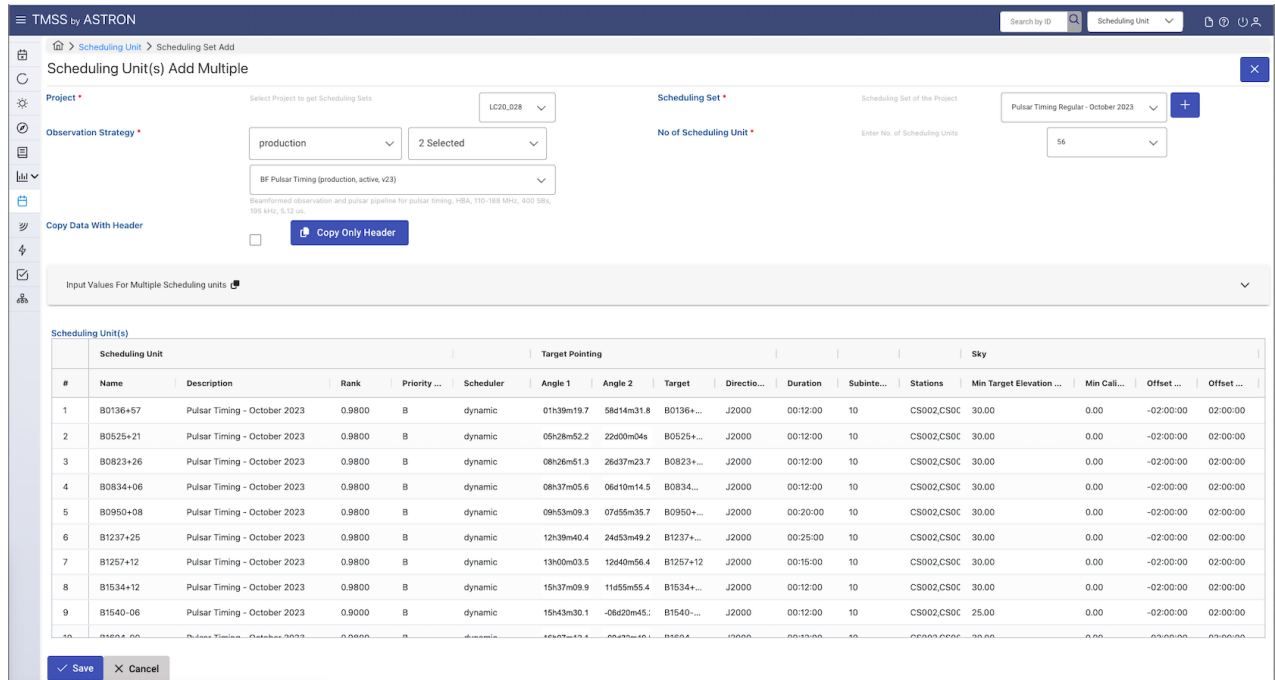 TMSS by ASTRON
Search by ID
Scheduling Unit
Scheduling Unit
Scheduling Set Add
Scheduling Unit(s) Add Multiple
Project *
Select Project to get Scheduling Sets
LC20_028
Scheduling Set *
Scheduling Set of the Project
Pulsar Timing Regular - October 2023
Observation Strategy *
production
2 Selected
No of Scheduling Unit *
Enter No. of Scheduling Units
56
BF Pulsar Timing (production, active, v23)
Beamformed observation and pulsar pipeline for pulsar timing. HBA, 110-188 MHz, 400 SBs,
195 kHz, 5.12 us.
Copy Data With Header
Copy Only Header
Input Values For Multiple Scheduling units
Scheduling Unit(s)
Scheduling Unit Target Pointing Sky
# Name Description Rank Priority ... Scheduler Angle 1 Angle 2 Target Directio... Duration Subinte... Stations Min Target Elevation ... Min Cali... Offset ... Offset ...
1 B0136+57 Pulsar Timing - October 2023 0.9800 B dynamic 01h39m19.7 58d14m31.8 B0136+... J2000 00:12:00 10 CS002,CS00 30.00 0.00 -02:00:00 02:00:00
2 B0525+21 Pulsar Timing - October 2023 0.9800 B dynamic 05h28m52.2 22d00m04s B0525+... J2000 00:12:00 10 CS002,CS00 30.00 0.00 -02:00:00 02:00:00
3 B0823+26 Pulsar Timing - October 2023 0.9800 B dynamic 08h26m51.3 26d37m23.7 B0823+... J2000 00:12:00 10 CS002,CS00 30.00 0.00 -02:00:00 02:00:00
4 B0834+06 Pulsar Timing - October 2023 0.9800 B dynamic 08h37m05.6 06d10m14.5 B0834... J2000 00:12:00 10 CS002,CS00 30.00 0.00 -02:00:00 02:00:00
5 B0950+08 Pulsar Timing - October 2023 0.9800 B dynamic 09h53m09.3 07d55m35.7 B0950+... J2000 00:20:00 10 CS002,CS00 30.00 0.00 -02:00:00 02:00:00
6 B1237+25 Pulsar Timing - October 2023 0.9800 B dynamic 12h39m40.4 24d53m49.2 B1237+... J2000 00:25:00 10 CS002,CS00 30.00 0.00 -02:00:00 02:00:00
7 B1257+12 Pulsar Timing - October 2023 0.9800 B dynamic 13h00m03.5 12d40m56.4 B1257+12 J2000 00:15:00 10 CS002,CS00 30.00 0.00 -02:00:00 02:00:00
8 B1534+12 Pulsar Timing - October 2023 0.9800 B dynamic 15h37m09.9 11d55m55.4 B1534+... J2000 00:12:00 10 CS002,CS00 30.00 0.00 -02:00:00 02:00:00
9 B1540-06 Pulsar Timing - October 2023 0.9000 B dynamic 15h43m30.1 -06d20m45. B1540-... J2000 00:12:00 10 CS002,CS00 25.00 0.00 -02:00:00 02:00:00
Save
Cancel